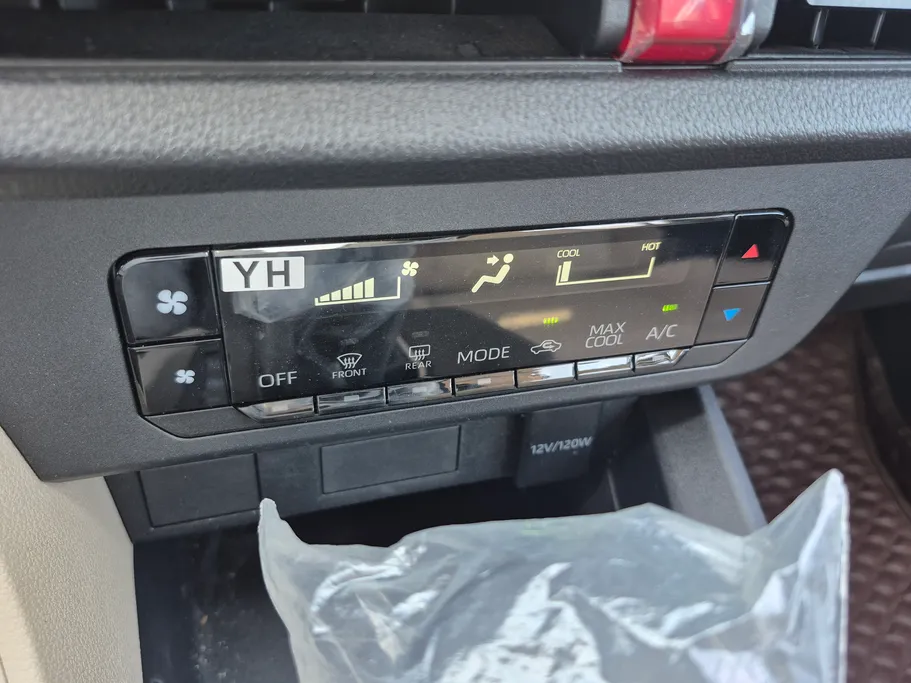 YH
COOL HOT
OFF FRONT REAR MODE MAX COOL A/C
12V/120W